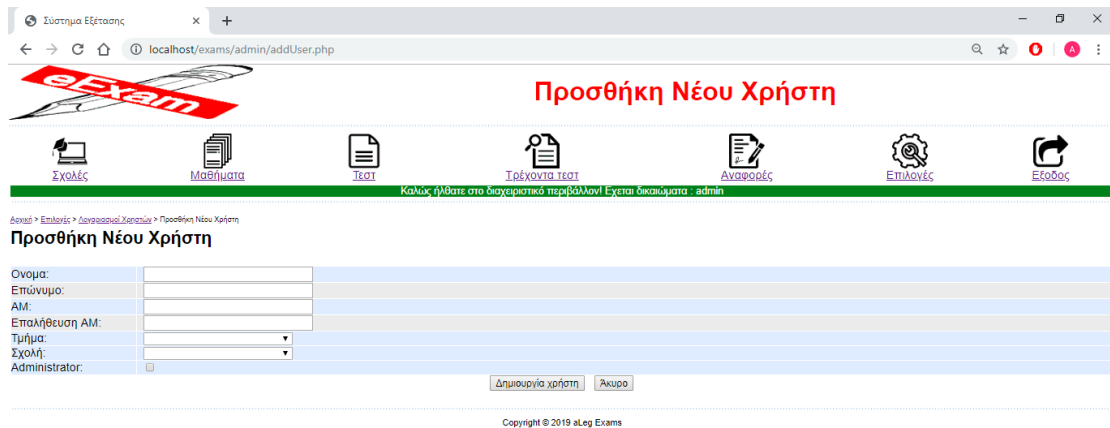 Σύστημα Εξέτασης
localhost/exams/admin/addUser.php
A
eExam
Προσθήκη Νέου Χρήστη
Σχολές Μαθήματα Τεστ Τρέχοντα τεστ Αναφορές Επιλογές Εξοδος
Καλώς ήλθατε στο διαχειριστικό περιβάλλον! Εχεται δικαιώματα : admin
Αρχική > Επιλογές > Λογαριασμοί Χρηστών > Προσθήκη Νέου Χρήστη
Προσθήκη Νέου Χρήστη
Ονομα:
Επώνυμο:
ΑΜ:
Επαλήθευση ΑΜ:
Τμήμα:
Σχολή:
Administrator:
Δημιουργία χρήστη Άκυρο
Copyright © 2019 aLeg Exams